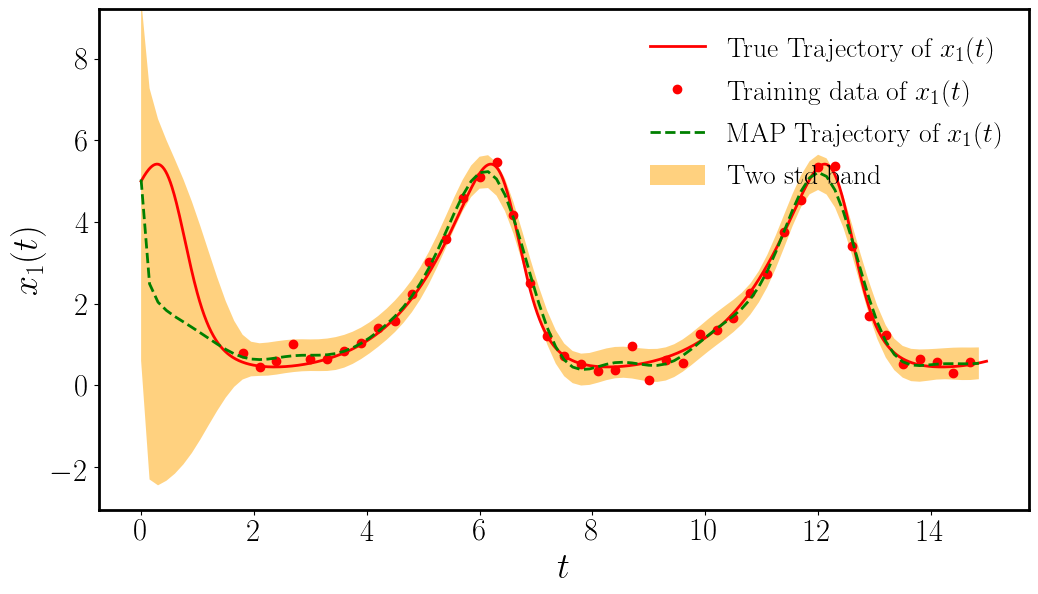 True Trajectory of x₁(t)
Training data of x₁(t)
MAP Trajectory of x₁(t)
Two std band
8
6
4
2
0
−2
x₁(t)
0 2 4 6 8 10 12 14
t